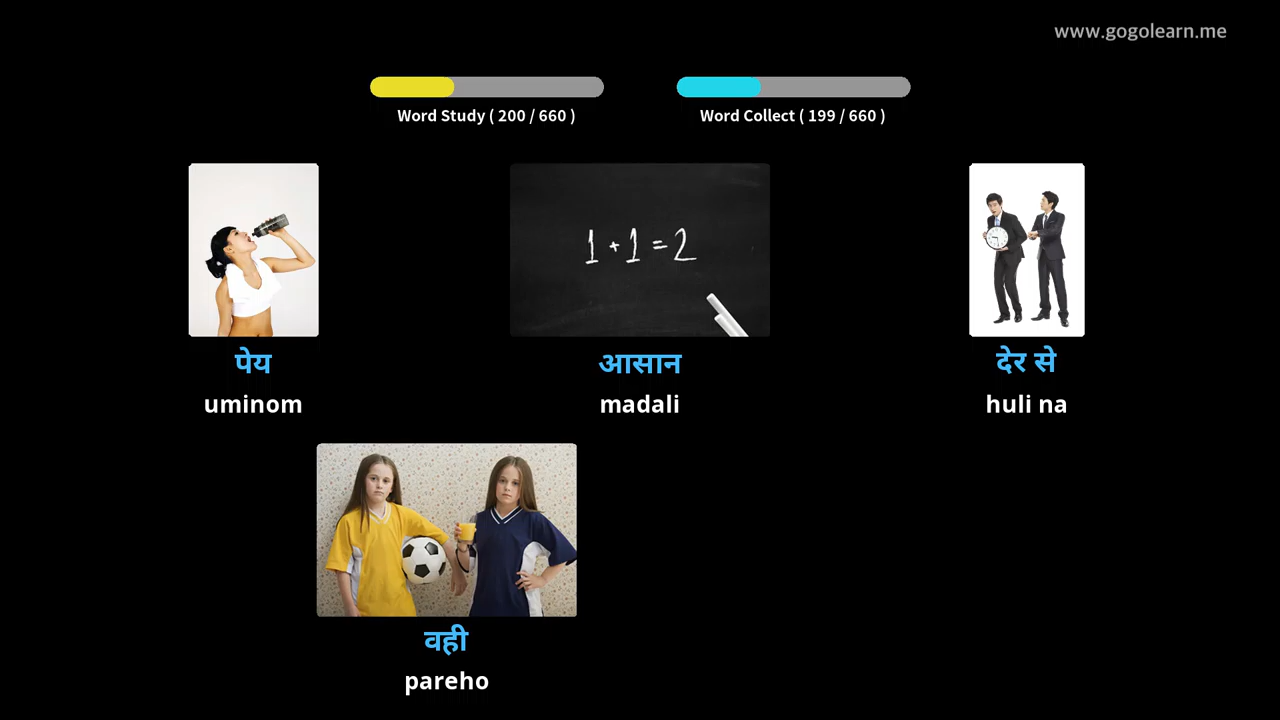 www.gogolearn.me
Word Study ( 200 / 660 )
Word Collect ( 199 / 660 )
1 + 1 = 2
पेय
uminom
आसान
madali
देर से
huli na
वही
pareho